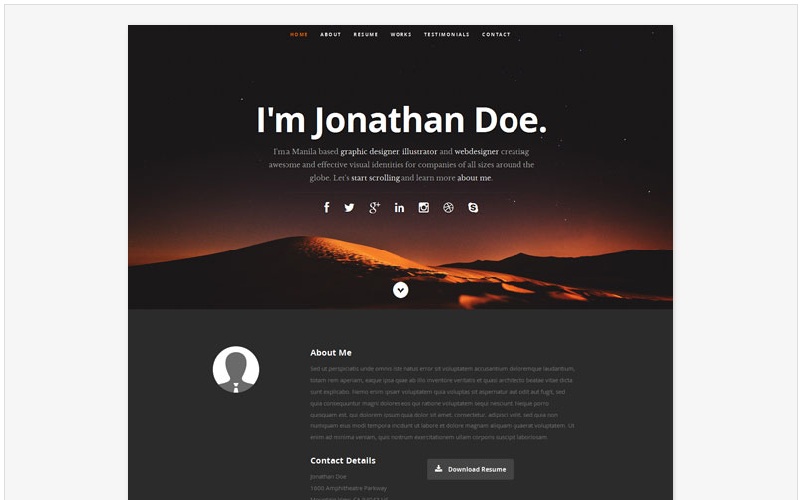 HOME ABOUT RESUME WORKS TESTIMONIALS CONTACT
I'm Jonathan Doe.
I'm a Manila based graphic designer illustrator and webdesigner creating
awesome and effective visual identities for companies of all sizes around the
globe. Let's start scrolling and learn more about me.
About Me
Sed ut perspiciatis unde omnis iste natus error sit voluptatem accusantium doloremque laudantium,
totam rem aperiam, eaque ipsa quae ab illo inventore veritatis et quasi architecto beatae vitae dicta
sunt explicabo. Nemo enim ipsam voluptatem quia voluptas sit aspernatur aut odit aut fugit, sed
quia consequuntur magni dolores eos qui ratione voluptatem sequi nesciunt. Neque porro
quisquam est, qui dolorem ipsum quia dolor sit amet, consectetur, adipisci velit, sed quia non
numquam eius modi tempora incidunt ut labore et dolore magnam aliquam quaerat voluptatem. Ut
enim ad minima veniam, quis nostrum exercitationem ullam corporis suscipit laboriosam.
Contact Details
Download Resume
Jonathan Doe
1600 Amphitheatre Parkway